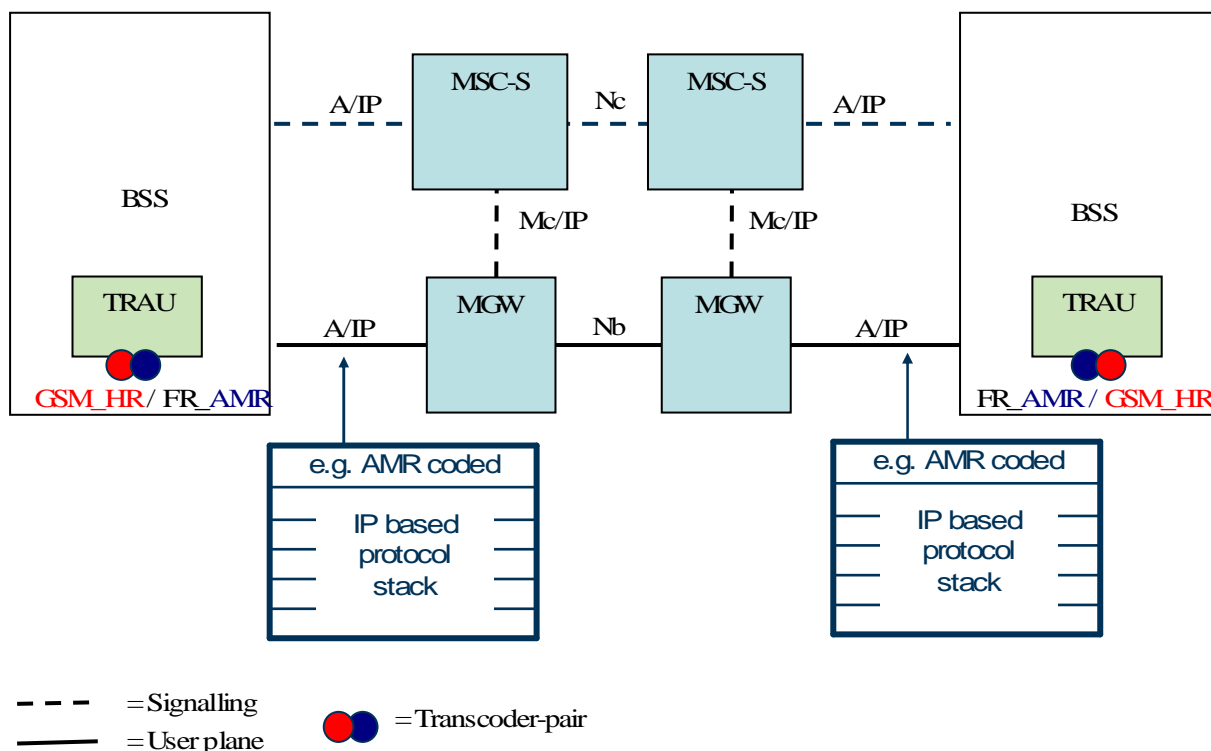 MSC-S
MSC-S
A/IP
Nc
A/IP
BSS
BSS
Mc/IP
Mc/IP
TRAU
MGW
MGW
TRAU
A/IP
Nb
A/IP
GSM_HR / FR_AMR
FR_AMR / GSM_HR
e.g. AMR coded
IP based
protocol
stack
e.g. AMR coded
IP based
protocol
stack
= Signalling
= User plane
= Transcoder-pair